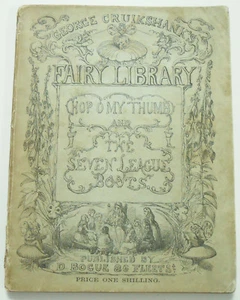 GEORGE CRUIKSHANK'S
FAIRY LIBRARY
HOP O MY THUMB
AND
THE
SEVEN LEAGUE
BOOTS
PUBLISHED BY
D BOGUE 86 FLEET ST
PRICE ONE SHILLING.